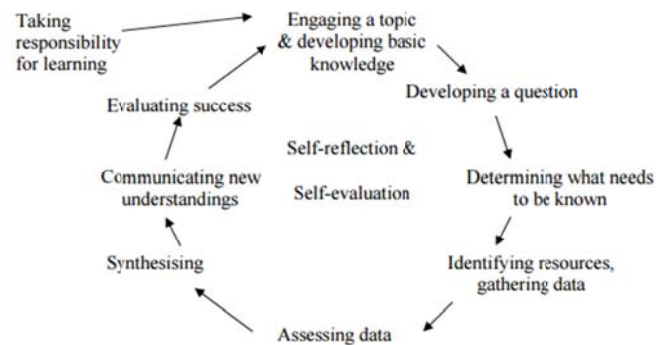 Taking
responsibility
for learning
Engaging a topic
& developing basic
knowledge
Developing a question
Determining what needs
to be known
Identifying resources,
gathering data
Assessing data
Synthesising
Communicating new
understandings
Evaluating success
Self-reflection &
Self-evaluation